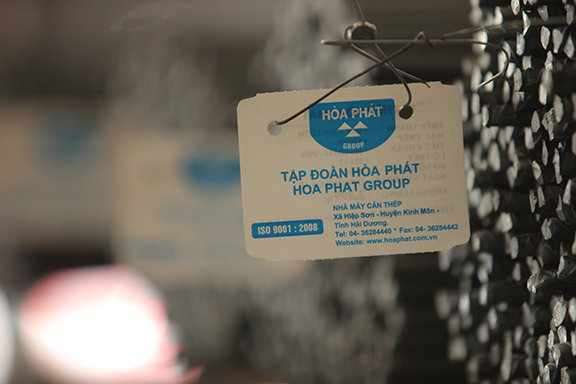 HÒA PHÁT
GROUP
TẬP ĐOÀN HÒA PHÁT
HOA PHAT GROUP
NHÀ MÁY CÁN THÉP
Xã Hiệp Sơn - Huyện Kinh Môn -
Tỉnh Hải Dương.
ISO 9001 : 2008
Tel: 04- 36284440 * Fax: 04- 36284442
Website: www.hoaphat.com.vn